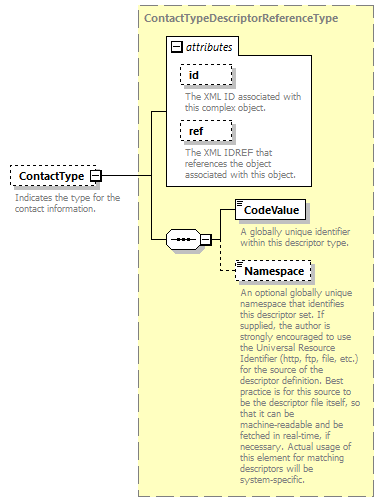 ContactTypeDescriptorReferenceType
attributes
id
The XML ID associated with
this complex object.
ref
The XML IDREF that
references the object
associated with this object.
ContactType
Indicates the type for the
contact information.
CodeValue
A globally unique identifier
within this descriptor type.
Namespace
An optional globally unique
namespace that identifies
this descriptor set. If
supplied, the author is
strongly encouraged to use
the Universal Resource
Identifier (http, ftp, file, etc.)
for the source of the
descriptor definition. Best
practice is for this source to
be the descriptor file itself, so
that it can be
machine-readable and be
fetched in real-time, if
necessary. Actual usage of
this element for matching
descriptors will be
system-specific.